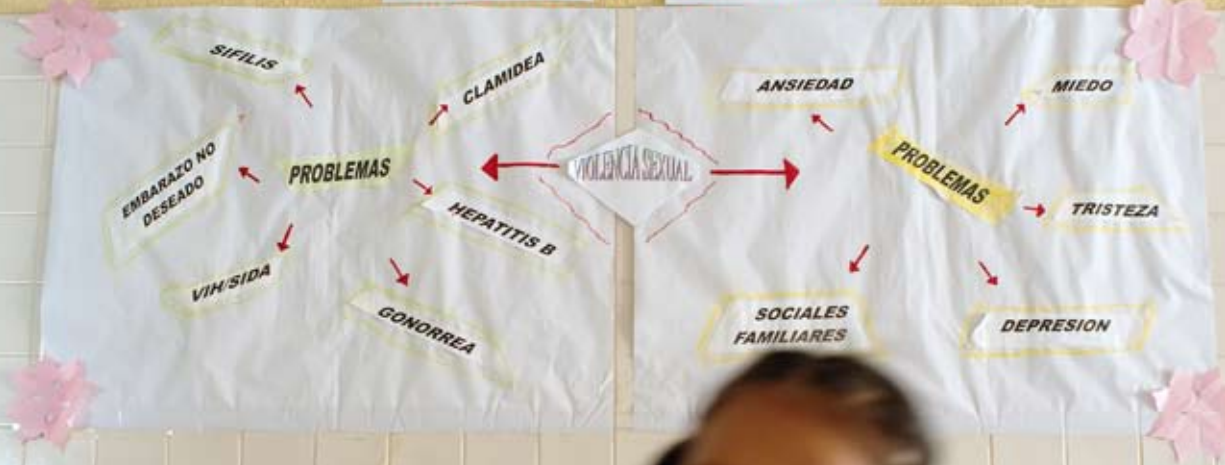 SIFILIS
CLAMIDEA
EMBARAZO NO
DESEADO
PROBLEMAS
HEPATITIS B
VIH/SIDA
GONORREA
VIOLENCIA SEXUAL
ANSIEDAD
MIEDO
PROBLEMAS
TRISTEZA
SOCIALES
FAMILIARES
DEPRESION